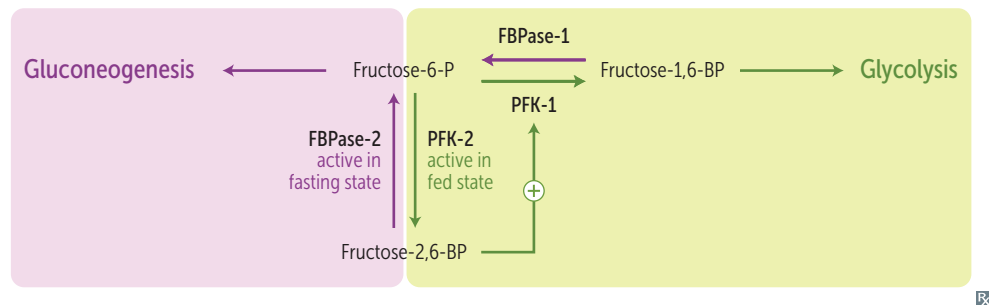 FBPase-1
Gluconeogenesis
Fructose-6-P
Fructose-1,6-BP
Glycolysis
PFK-1
FBPase-2
active in
fasting state
PFK-2
active in
fed state
+
Fructose-2,6-BP
℞